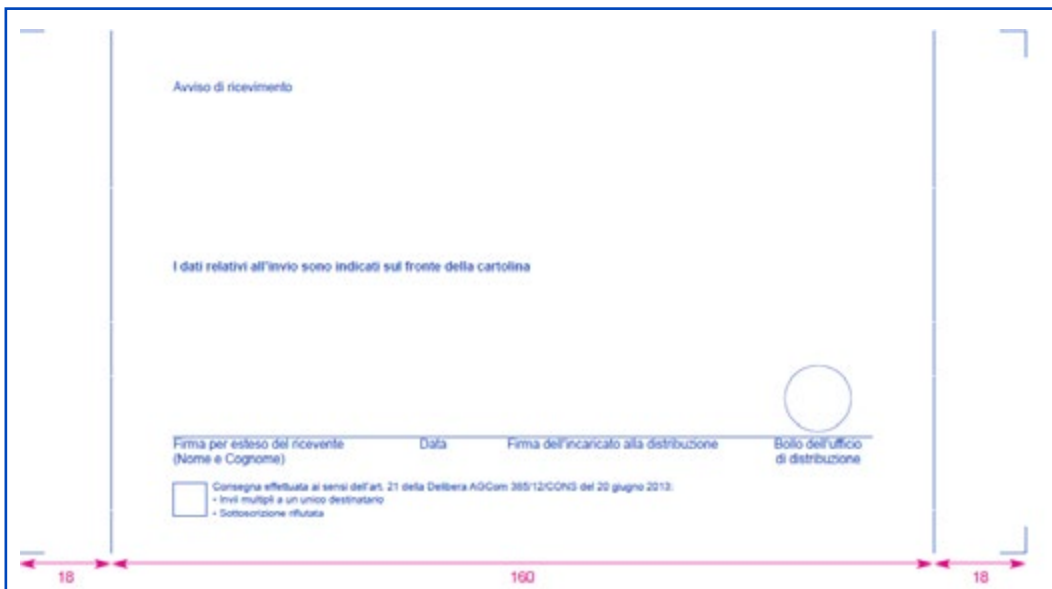 Avviso di ricevimento
I dati relativi all'invio sono indicati sul fronte della cartolina
Firma per esteso del ricevente
(Nome e Cognome)
Data
Firma dell'incaricato alla distribuzione
Bollo dell'ufficio
di distribuzione
Consegna effettuata ai sensi dell'art. 21 della Delibera AGCom 385/12/CONS del 20 giugno 2013:
- Invii multipli a un unico destinatario
- Sottoscrizione rifiutata
18
160
18